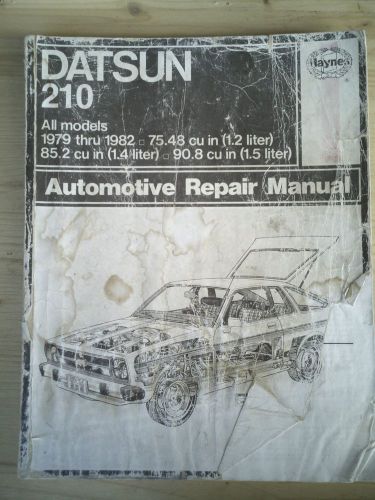 DATSUN
210
Haynes
All models
1979 thru 1982 □ 75.48 cu in (1.2 liter)
85.2 cu in (1.4 liter) □ 90.8 cu in (1.5 liter)
Automotive Repair Manual